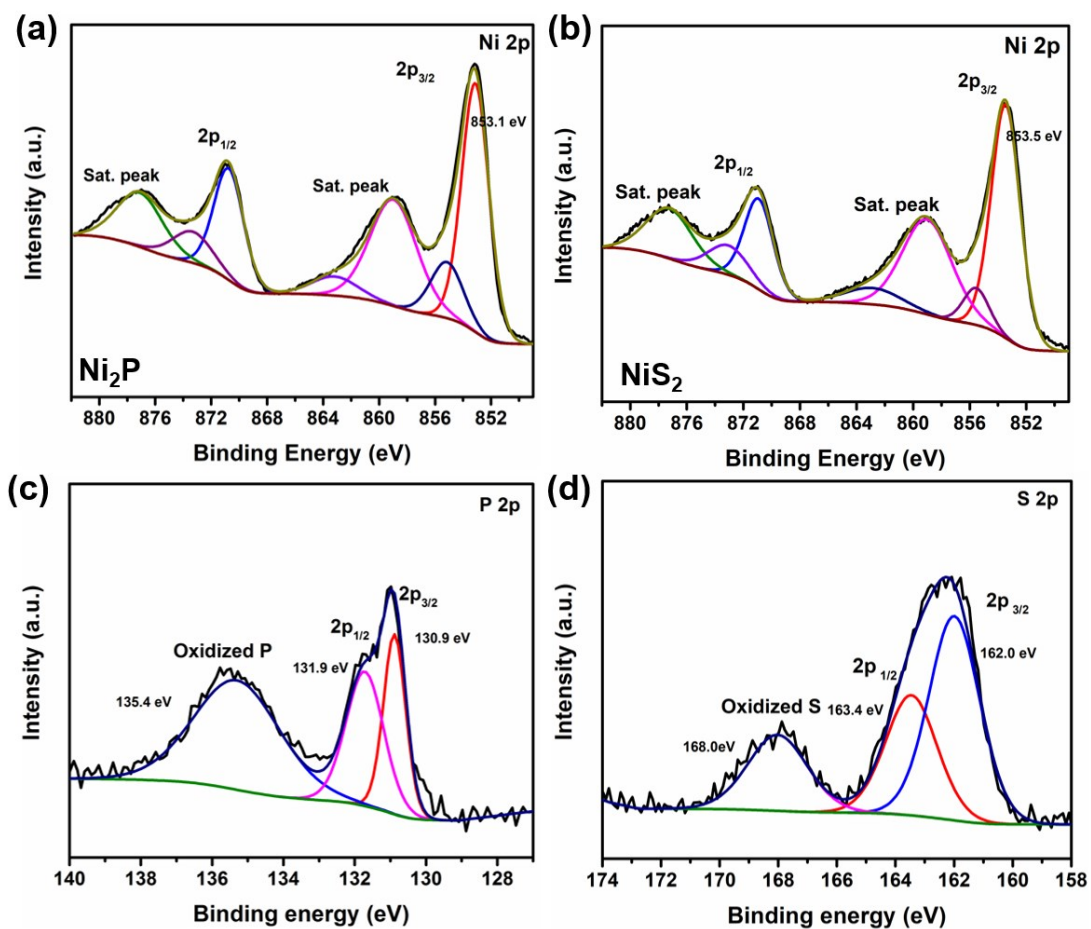 (a)
Ni 2p
2p3/2
853.1 eV
2p1/2
Sat. peak
Sat. peak
Ni2P
Intensity (a.u.)
880 876 872 868 864 860 856 852
Binding Energy (eV)
(b)
Ni 2p
2p3/2
853.5 eV
2p1/2
Sat. peak
Sat. peak
NiS2
Intensity (a.u.)
880 876 872 868 864 860 856 852
Binding Energy (eV)
(c)
P 2p
2p3/2
130.9 eV
2p1/2
131.9 eV
Oxidized P
135.4 eV
Intensity (a.u.)
140 138 136 134 132 130 128
Binding energy (eV)
(d)
S 2p
2p3/2
162.0 eV
2p1/2
163.4 eV
Oxidized S
168.0eV
Intensity (a.u.)
174 172 170 168 166 164 162 160 158
Binding energy (eV)